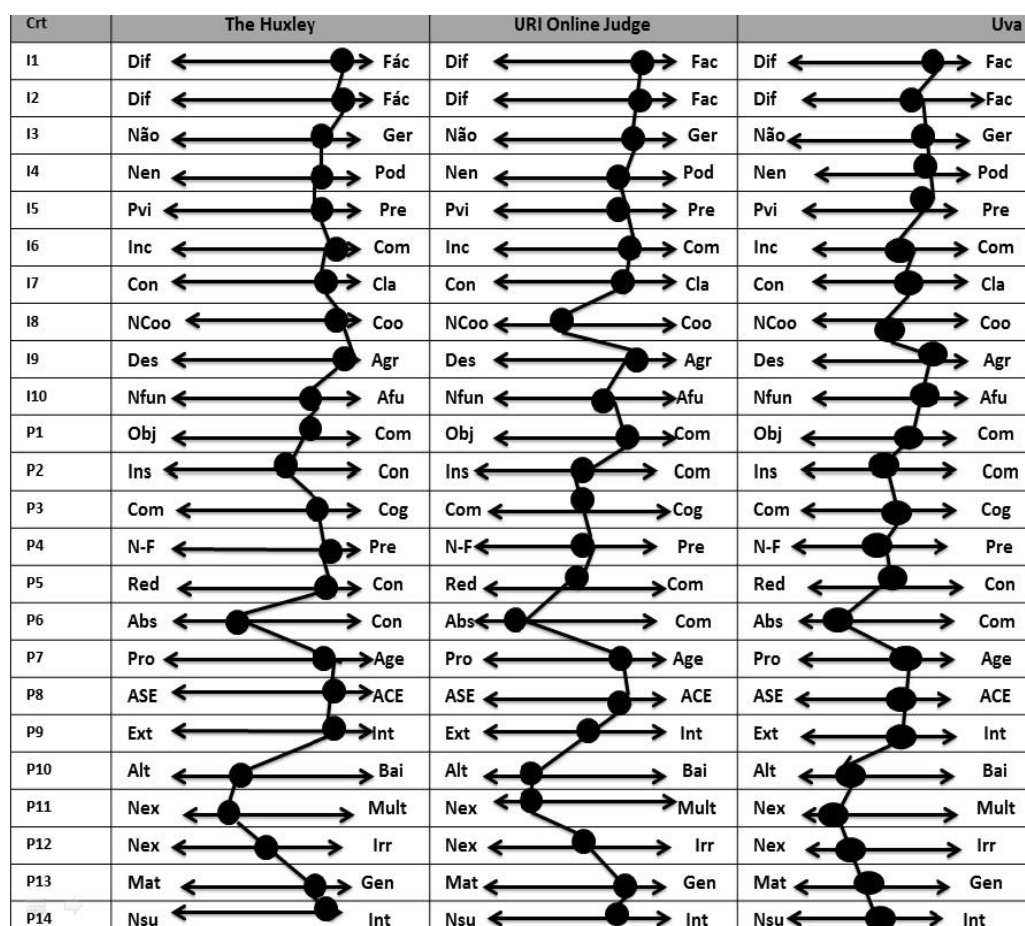 Crt The Huxley URI Online Judge Uva
I1 Dif Fác Dif Fac Dif Fac
I2 Dif Fác Dif Fac Dif Fac
I3 Não Ger Não Ger Não Ger
I4 Nen Pod Nen Pod Nen Pod
I5 Pvi Pre Pvi Pre Pvi Pre
I6 Inc Com Inc Com Inc Com
I7 Con Cla Con Cla Con Cla
I8 NCoo Coo NCoo Coo NCoo Coo
I9 Des Agr Des Agr Des Agr
I10 Nfun Afu Nfun Afu Nfun Afu
P1 Obj Com Obj Com Obj Com
P2 Ins Con Ins Com Ins Com
P3 Com Cog Com Cog Com Cog
P4 N-F Pre N-F Pre N-F Pre
P5 Red Con Red Com Red Con
P6 Abs Con Abs Com Abs Com
P7 Pro Age Pro Age Pro Age
P8 ASE ACE ASE ACE ASE ACE
P9 Ext Int Ext Int Ext Int
P10 Alt Bai Alt Bai Alt Bai
P11 Nex Mult Nex Mult Nex Mult
P12 Nex Irr Nex Irr Nex Irr
P13 Mat Gen Mat Gen Mat Gen
P14 Nsu Int Nsu Int Nsu Int